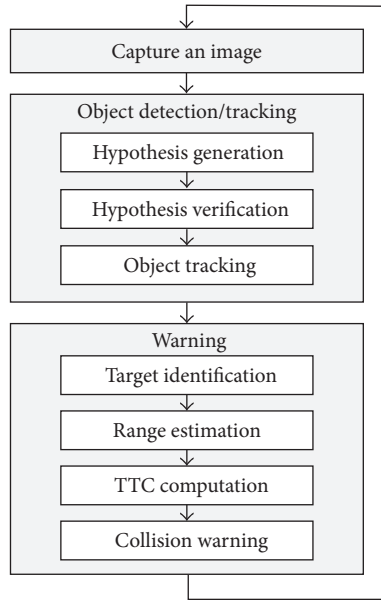 Capture an image
Object detection/tracking
Hypothesis generation
Hypothesis verification
Object tracking
Warning
Target identification
Range estimation
TTC computation
Collision warning